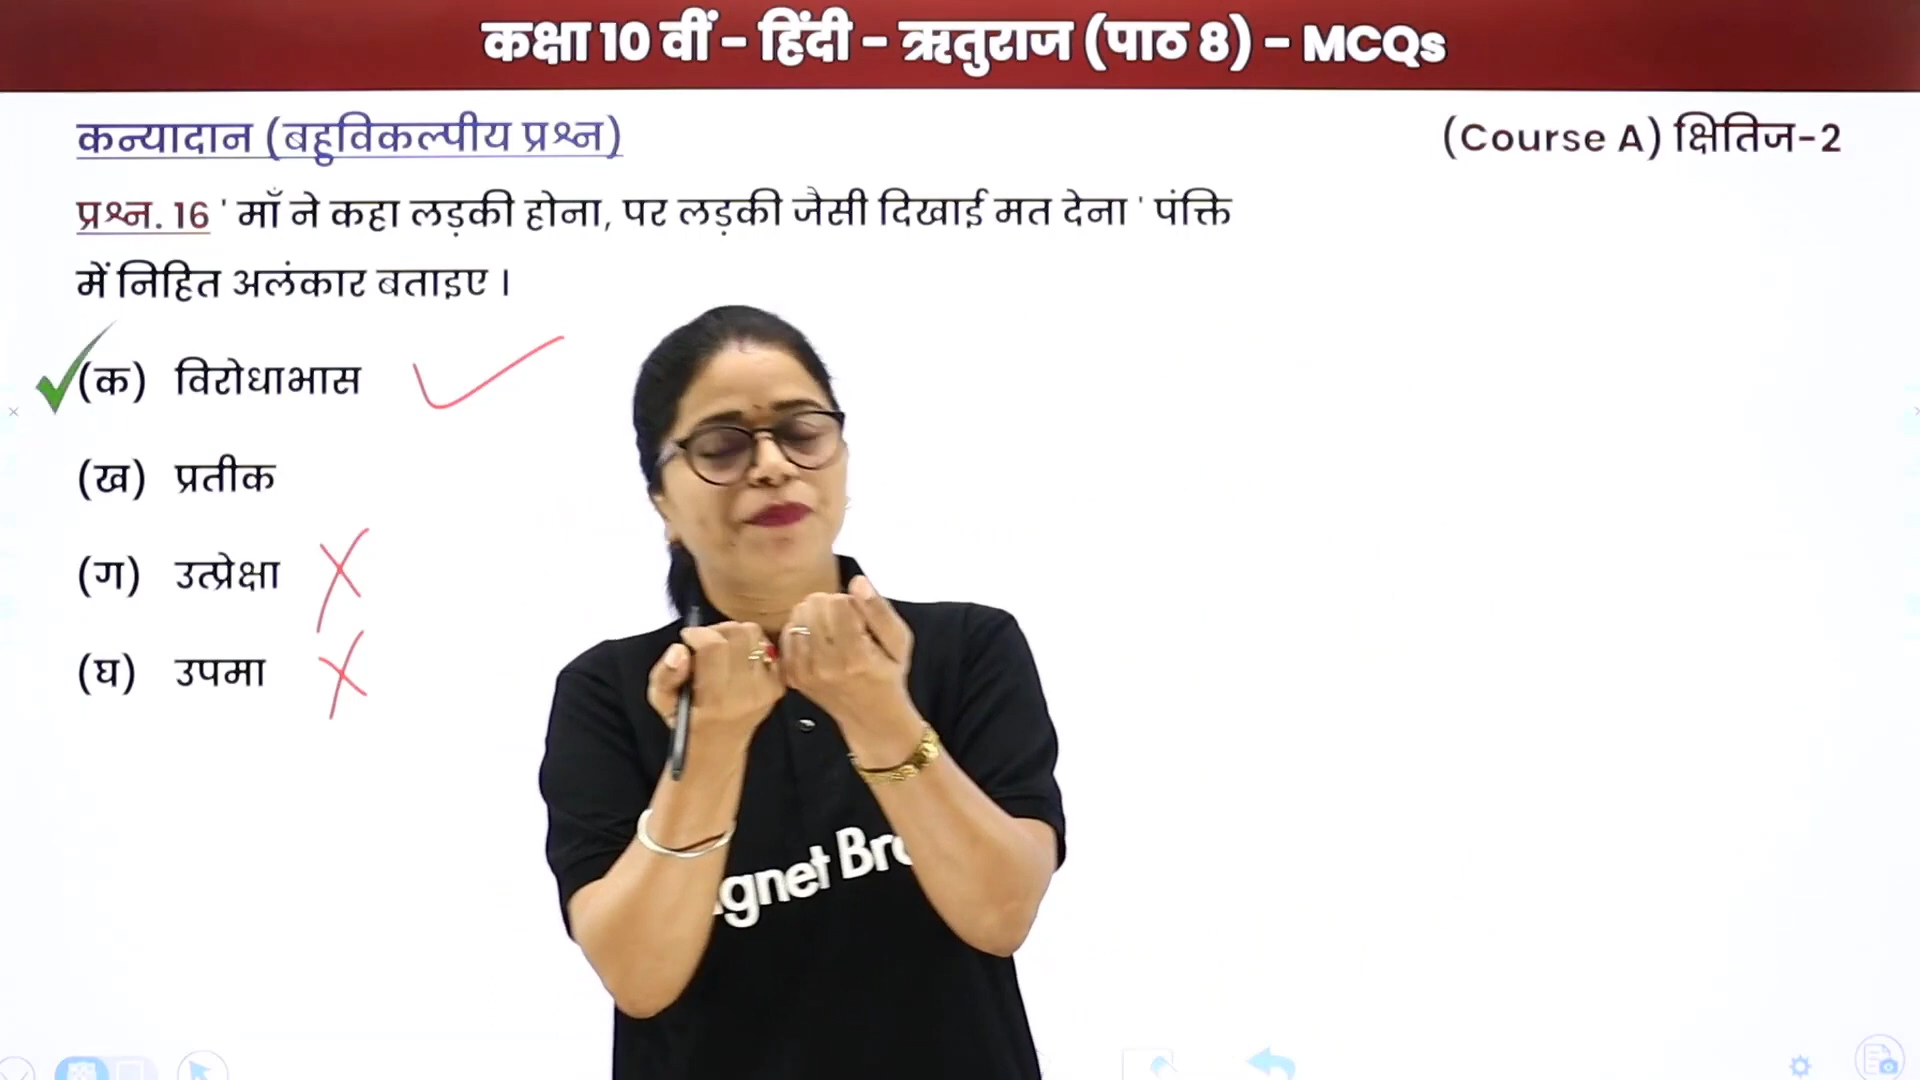 कक्षा 10 वीं - हिंदी - ऋतुराज (पाठ 8) - MCQs
कन्यादान (बहुविकल्पीय प्रश्न)
(Course A) क्षितिज-2
प्रश्न. 16 ' माँ ने कहा लड़की होना, पर लड़की जैसी दिखाई मत देना ' पंक्ति
में निहित अलंकार बताइए ।
(क) विरोधाभास
(ख) प्रतीक
(ग) उत्प्रेक्षा
(घ) उपमा
gnet Br